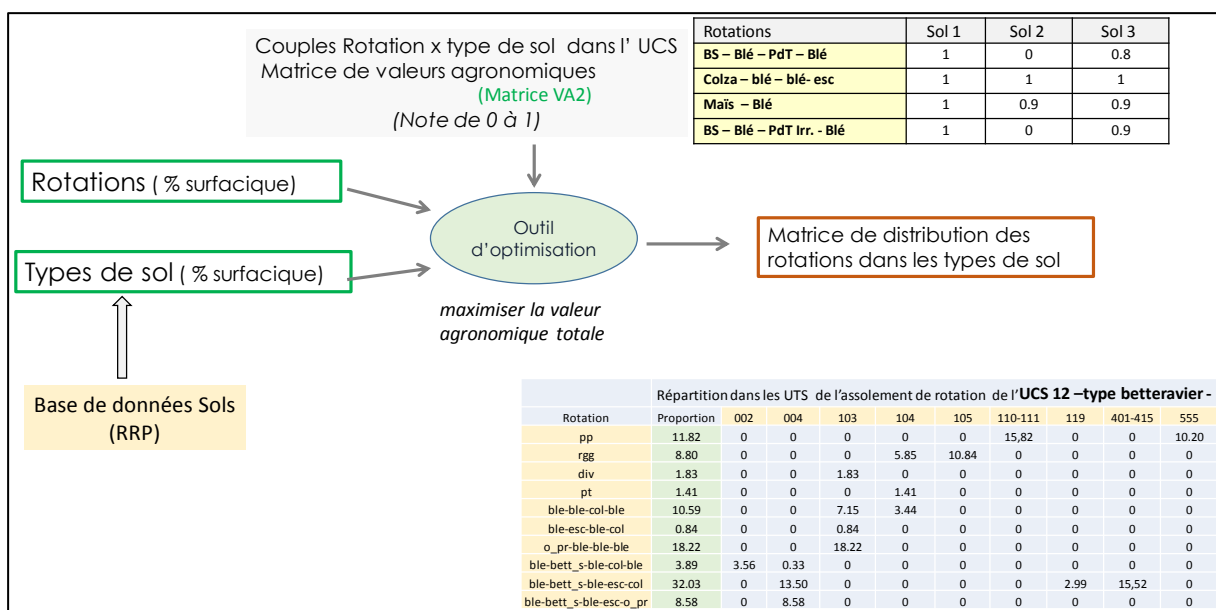 Couples Rotation x type de sol dans l' UCS
Matrice de valeurs agronomiques
(Matrice VA2)
(Note de 0 à 1)
Rotations Sol 1 Sol 2 Sol 3
BS – Blé – PdT – Blé 1 0 0.8
Colza – blé – blé- esc 1 1 1
Maïs – Blé 1 0.9 0.9
BS – Blé – PdT Irr. - Blé 1 0 0.9
Rotations ( % surfacique)
Types de sol ( % surfacique)
Outil
d'optimisation
maximiser la valeur
agronomique totale
Matrice de distribution des
rotations dans les types de sol
Base de données Sols
(RRP)
Répartition dans les UTS de l'assolement de rotation de l'UCS 12 –type betteravier -
Rotation Proportion 002 004 103 104 105 110-111 119 401-415 555
pp 11.82 0 0 0 0 0 15,82 0 0 10.20
rgg 8.80 0 0 0 5.85 10.84 0 0 0 0
div 1.83 0 0 1.83 0 0 0 0 0 0
pt 1.41 0 0 0 1.41 0 0 0 0 0
ble-ble-col-ble 10.59 0 0 7.15 3.44 0 0 0 0 0
ble-esc-ble-col 0.84 0 0 0.84 0 0 0 0 0 0
o_pr-ble-ble-ble 18.22 0 0 18.22 0 0 0 0 0 0
ble-bett_s-ble-col-ble 3.89 3.56 0.33 0 0 0 0 0 0 0
ble-bett_s-ble-esc-col 32.03 0 13.50 0 0 0 0 2.99 15,52 0
ble-bett_s-ble-esc-o_pr 8.58 0 8.58 0 0 0 0 0 0 0